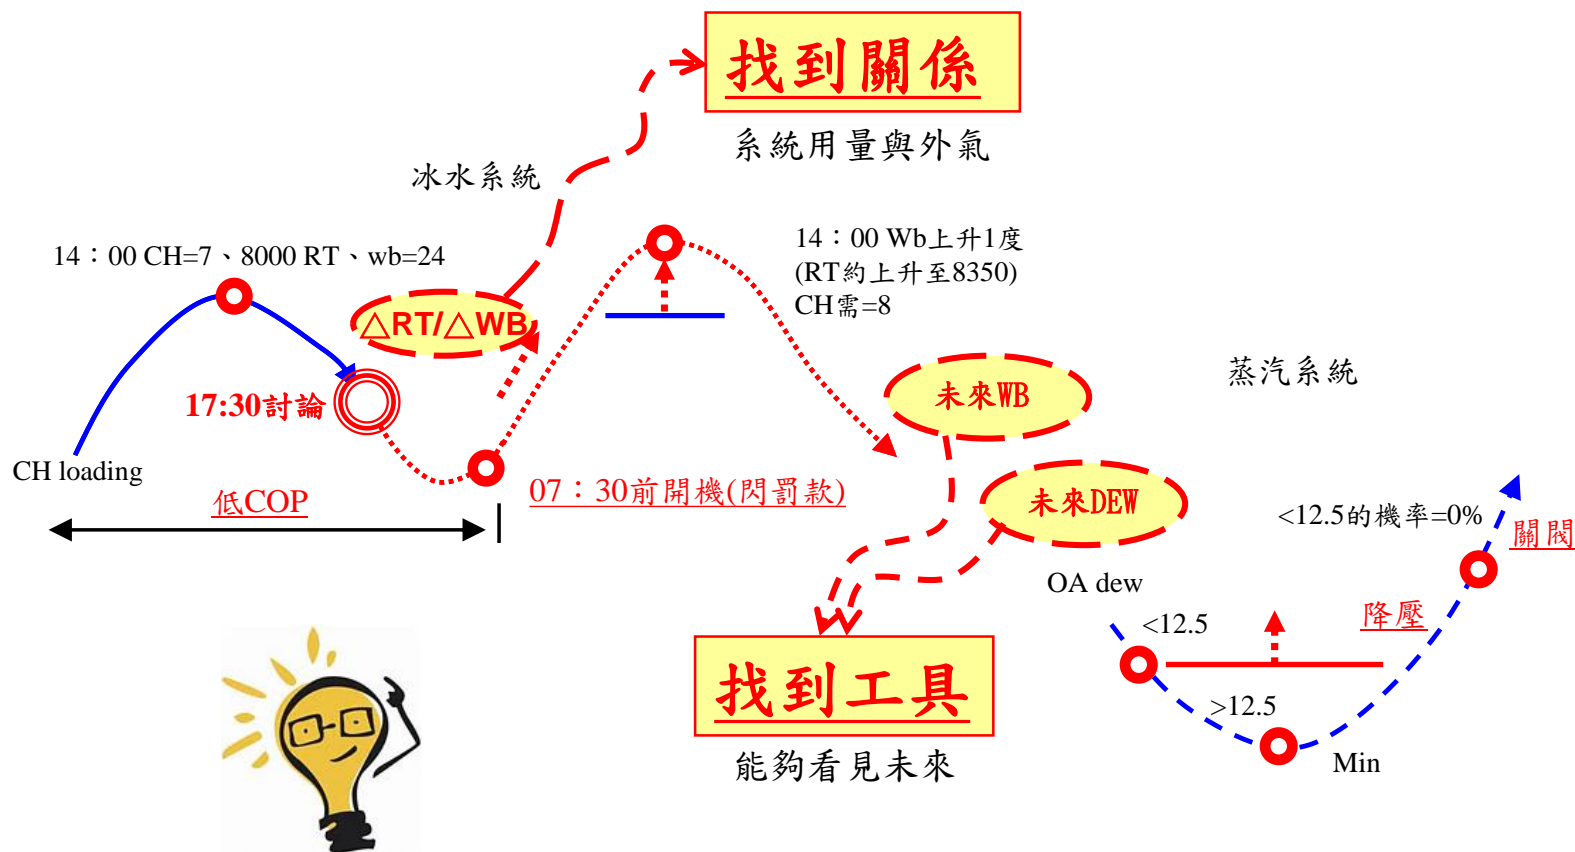 找到關係
系統用量與外氣
冰水系統
14：00 CH=7、8000 RT、wb=24
14：00 Wb上升1度
(RT約上升至8350)
CH需=8
△RT/△WB
17:30討論
CH loading
低COP
07：30前開機(閃罰款)
未來WB
未來DEW
蒸汽系統
<12.5的機率=0%
關閥
OA dew
<12.5
降壓
>12.5
Min
找到工具
能夠看見未來